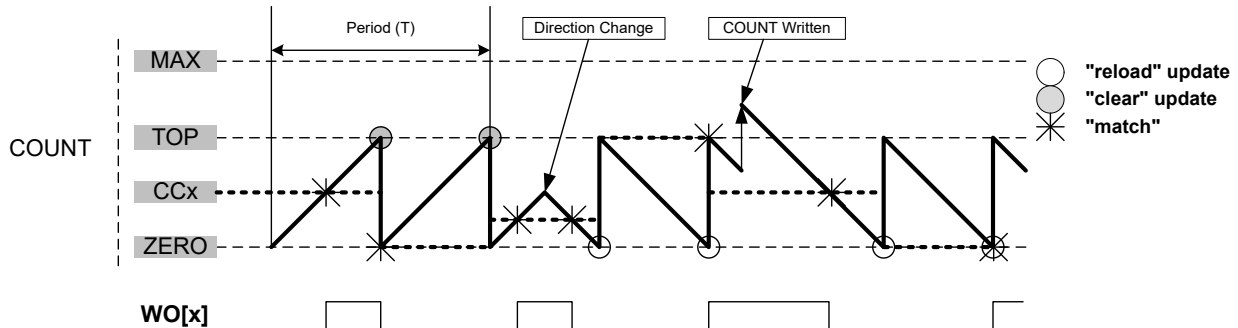 Period (T)
Direction Change
COUNT Written
MAX
"reload" update
"clear" update
TOP
"match"
COUNT
CCx
ZERO
WO[x]